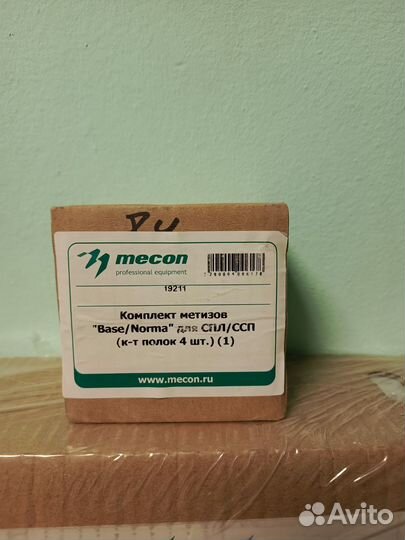 mecon
professional equipment
19211
Комплект метизов
"Base/Norma" для СПЛ/ССП
(к-т полок 4 шт.) (1)
www.mecon.ru
Avito